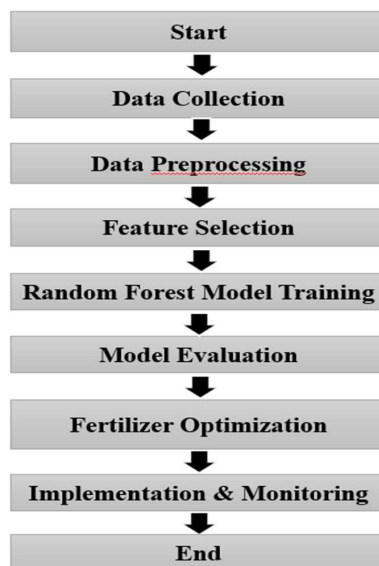 Start
Data Collection
Data Preprocessing
Feature Selection
Random Forest Model Training
Model Evaluation
Fertilizer Optimization
Implementation & Monitoring
End